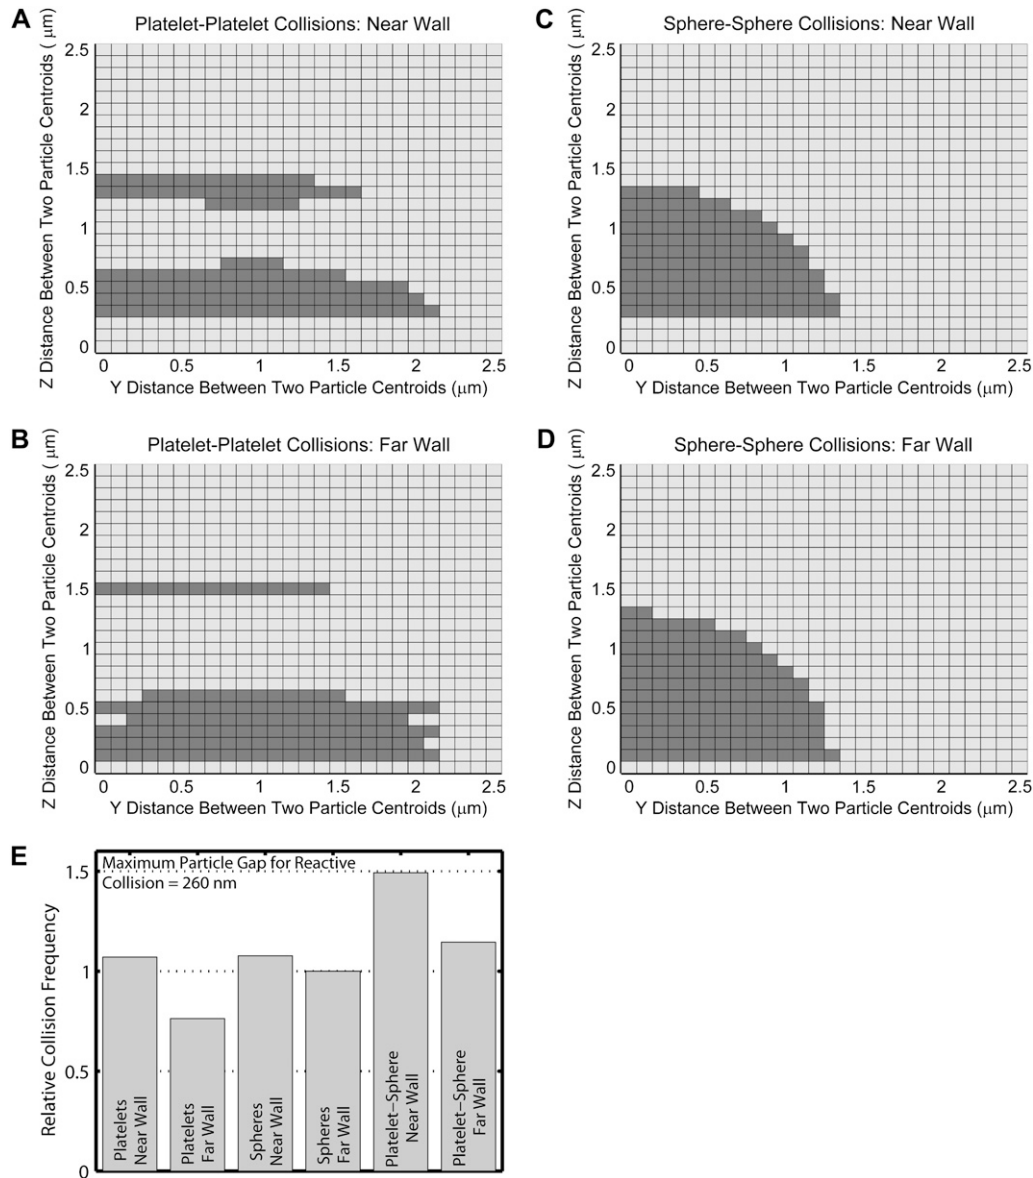 A
Platelet-Platelet Collisions: Near Wall
Z Distance Between Two Particle Centroids ( μm)
2.5
2
1.5
1
0.5
0
0 0.5 1 1.5 2 2.5
Y Distance Between Two Particle Centroids (μm)
C
Sphere-Sphere Collisions: Near Wall
Z Distance Between Two Particle Centroids ( μm)
2.5
2
1.5
1
0.5
0
0 0.5 1 1.5 2 2.5
Y Distance Between Two Particle Centroids (μm)
B
Platelet-Platelet Collisions: Far Wall
Z Distance Between Two Particle Centroids ( μm)
2.5
2
1.5
1
0.5
0
0 0.5 1 1.5 2 2.5
Y Distance Between Two Particle Centroids (μm)
D
Sphere-Sphere Collisions: Far Wall
Z Distance Between Two Particle Centroids ( μm)
2.5
2
1.5
1
0.5
0
0 0.5 1 1.5 2 2.5
Y Distance Between Two Particle Centroids (μm)
E
Maximum Particle Gap for Reactive
Collision = 260 nm
Relative Collision Frequency
1.5
1
0.5
0
Platelets
Near Wall
Platelets
Far Wall
Spheres
Near Wall
Spheres
Far Wall
Platelet–Sphere
Near Wall
Platelet–Sphere
Far Wall